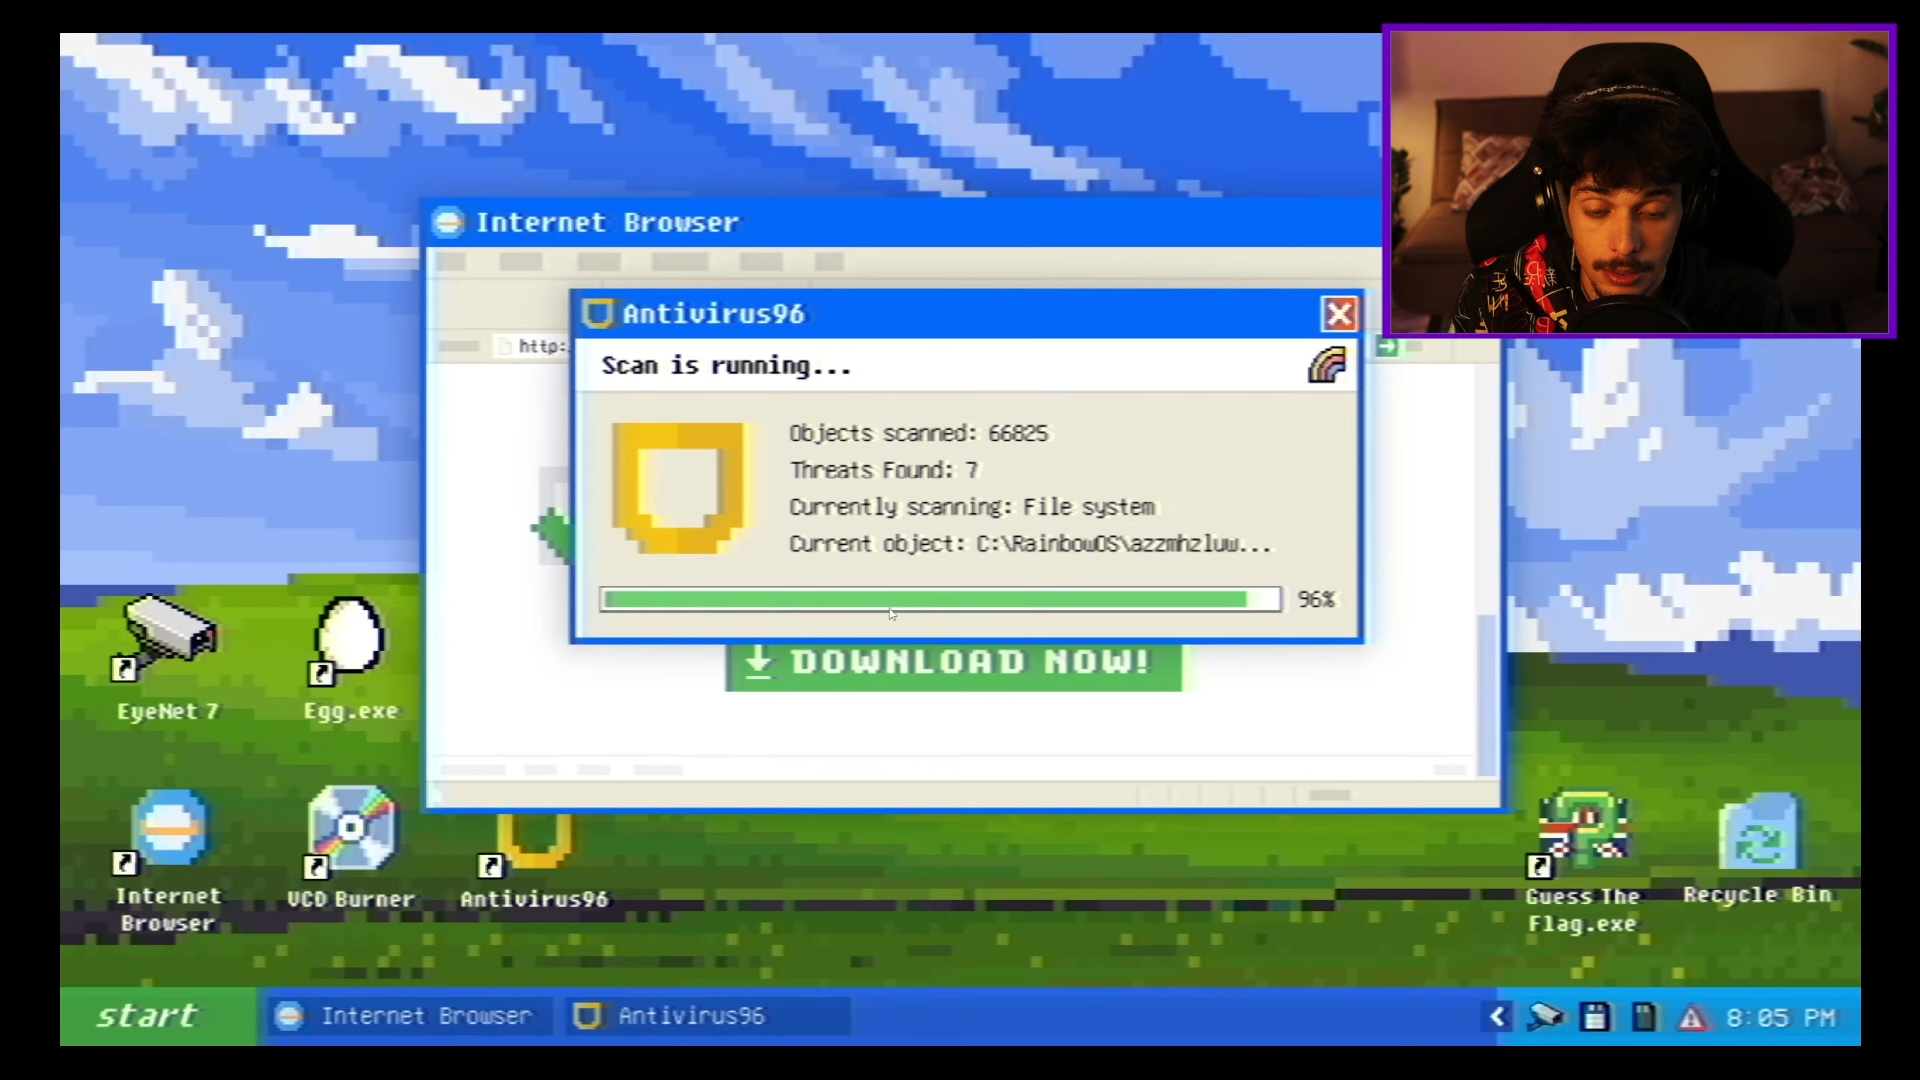 Internet Browser
Antivirus96
http:
Scan is running...
Objects scanned: 66825
Threats Found: 7
Currently scanning: File system
Current object: C:\RainbowOS\azzmhzluw...
96%
DOWNLOAD NOW!
EyeNet 7
Egg.exe
Internet
Browser
VCD Burner
Antivirus96
Guess The
Flag.exe
Recycle Bin
start
Internet Browser
Antivirus96
8:05 PM